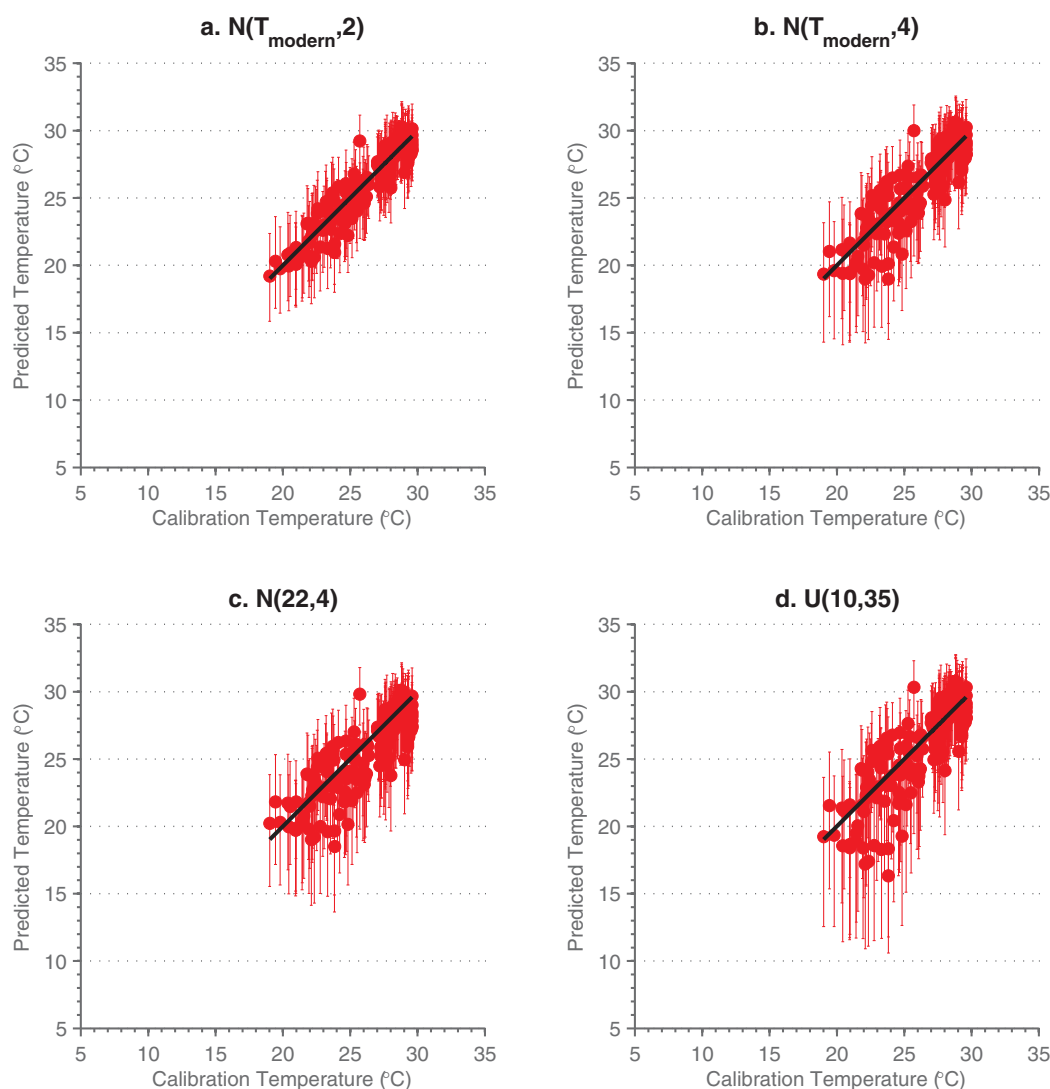 a. N(Tmodern,2)
35
30
25
20
15
10
5
5 10 15 20 25 30 35
Predicted Temperature (°C)
Calibration Temperature (°C)
b. N(Tmodern,4)
35
30
25
20
15
10
5
5 10 15 20 25 30 35
Predicted Temperature (°C)
Calibration Temperature (°C)
c. N(22,4)
35
30
25
20
15
10
5
5 10 15 20 25 30 35
Predicted Temperature (°C)
Calibration Temperature (°C)
d. U(10,35)
35
30
25
20
15
10
5
5 10 15 20 25 30 35
Predicted Temperature (°C)
Calibration Temperature (°C)